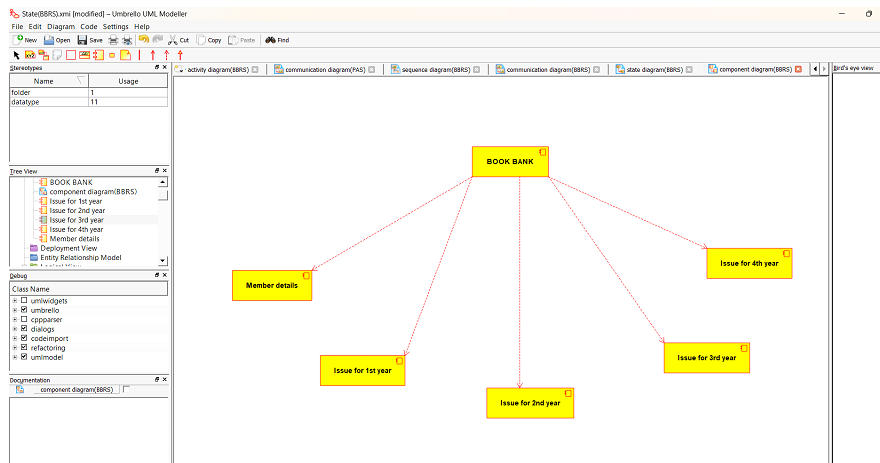 State(BBRS).xmi [modified] – Umbrello UML Modeller
File Edit Diagram Code Settings Help
New Open Save Cut Copy Paste Find
Stereotypes
Name Usage
folder 1
datatype 11
Tree View
BOOK BANK
component diagram(BBRS)
Issue for 1st year
Issue for 2nd year
Issue for 3rd year
Issue for 4th year
Member details
Deployment View
Entity Relationship Model
Debug
Class Name
umlwidgets
umbrello
cppparser
dialogs
codeimport
refactoring
umlmodel
Documentation
component diagram(BBRS)
activity diagram(BBRS) communication diagram(PAS) sequence diagram(BBRS) communication diagram(BBRS) state diagram(BBRS) component diagram(BBRS)
Bird's eye view
BOOK BANK
Issue for 4th year
Member details
Issue for 3rd year
Issue for 1st year
Issue for 2nd year